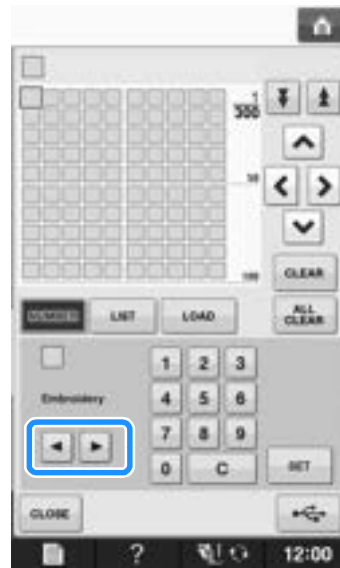 1
300
50
100
CLEAR
NUMBER LIST LOAD ALL CLEAR
1 2 3
Embroidery 4 5 6
7 8 9
0 C SET
CLOSE
? 12:00